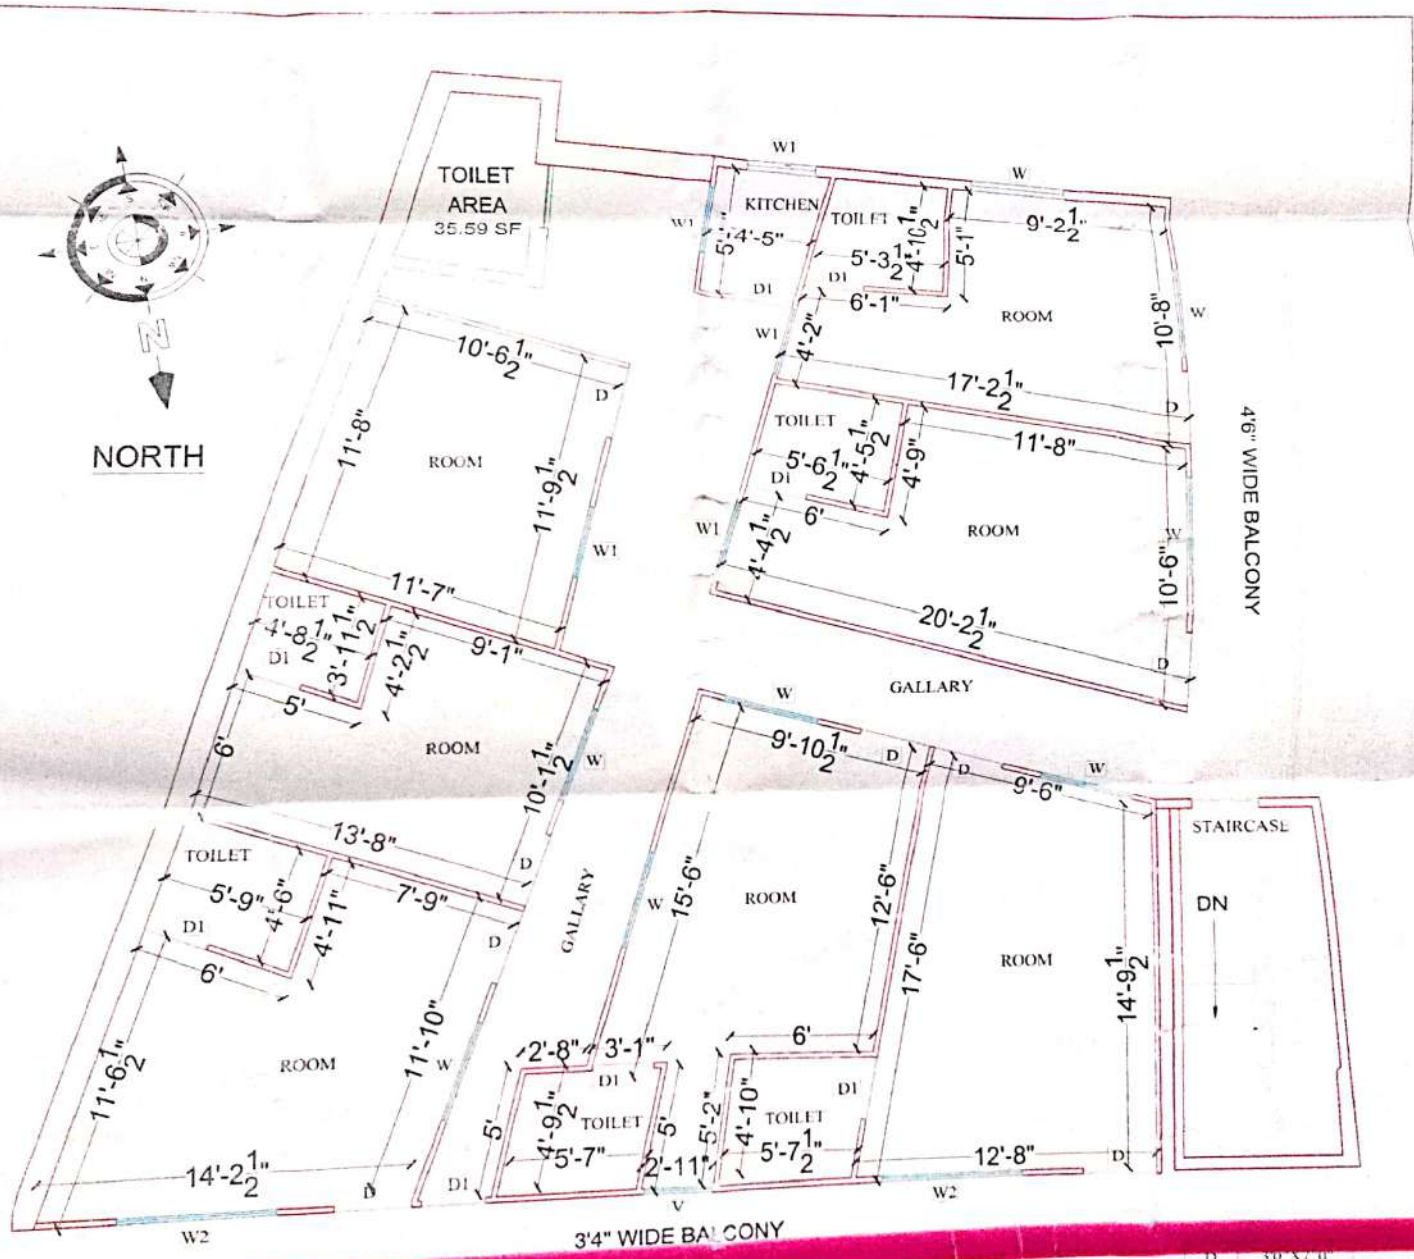 W1
TOILET
AREA
35.59 SF
KITCHEN
W1
4'-5"
D1
TOILET
5'-3½"
4'-10½"
D1
6'-1"
5'-1"
W
9'-2½"
10'-8"
W
ROOM
W1
4'-2"
17'-2½"
D
N
NORTH
10'-6½"
D
11'-8"
ROOM
11'-9½"
W1
11'-7"
TOILET
5'-6½"
4'-5½"
4'-9"
D1
6'
11'-8"
ROOM
W
10'-6"
W1
4'-4½"
20'-2½"
D
4'6" WIDE BALCONY
GALLARY
TOILET
4'-8½"
3'-11½"
D1
5'
4'-2½"
9'-1"
6'
ROOM
10'-1½"
W
13'-8"
D
TOILET
5'-9"
4'-6"
4'-11"
D1
6'
7'-9"
D
GALLARY
11'-6½"
ROOM
11'-10"
W
14'-2½"
D
W2
W
9'-10½"
D
W
15'-6"
ROOM
12'-6"
D
W
9'-6"
17'-6"
ROOM
14'-9½"
STAIRCASE
DN
2'-8"
3'-1"
D1
5'
4'-9½"
TOILET
5'-7"
5'
D1
2'-11"
V
6'
5'-2"
4'-10"
D1
TOILET
5'-7½"
12'-8"
D
W2
3'4" WIDE BALCONY